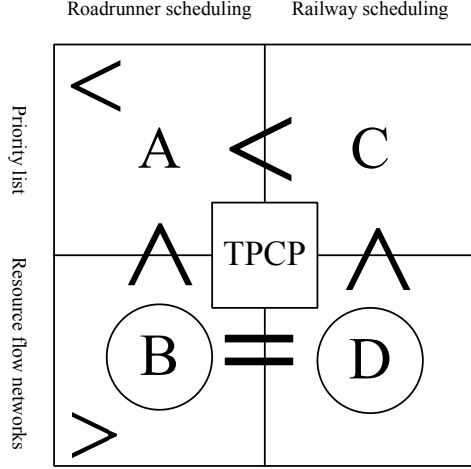 Roadrunner scheduling
Railway scheduling
Priority list
Resource flow networks
<
A
<
C
∧
TPCP
∧
B
=
D
>